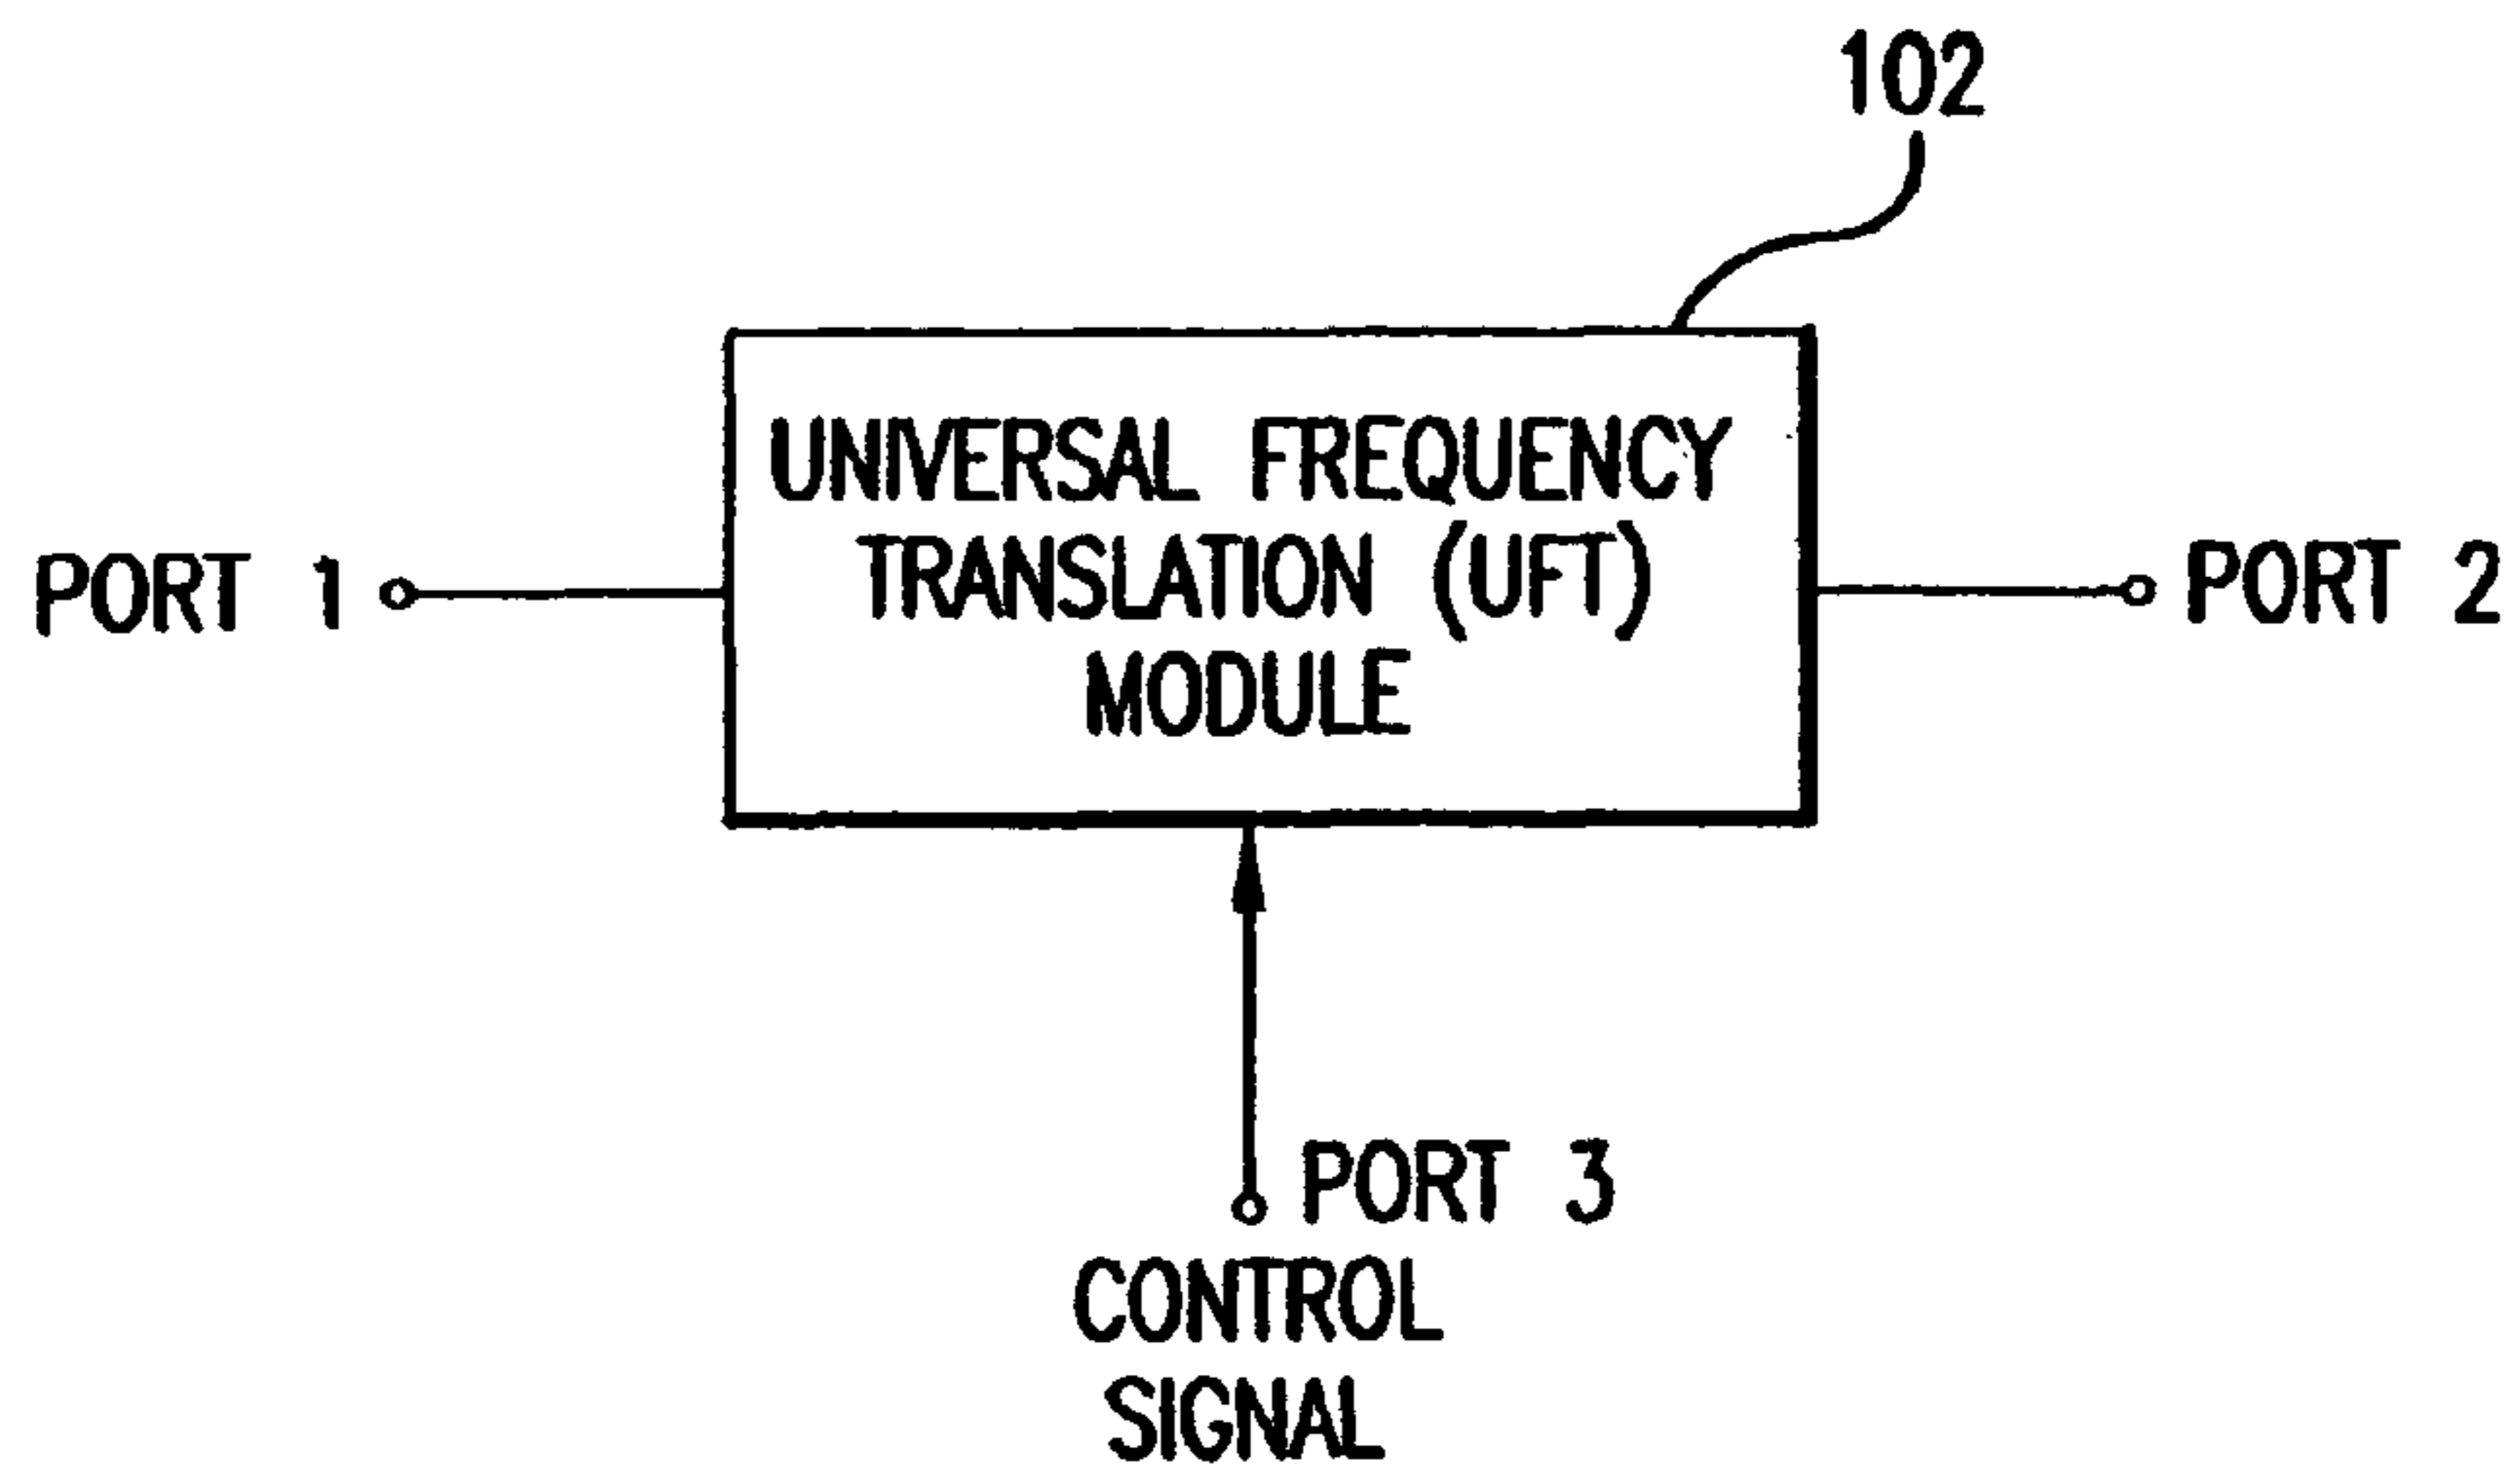 102
UNIVERSAL FREQUENCY
TRANSLATION (UFT)
MODULE
PORT 1
PORT 2
PORT 3
CONTROL
SIGNAL